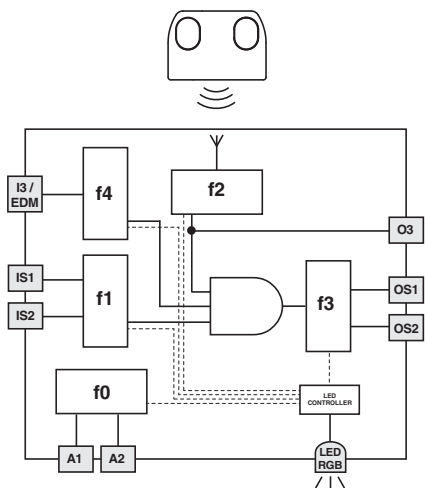 I3 /
EDM
f4
f2
O3
IS1
IS2
f1
f3
OS1
OS2
f0
LED
CONTROLLER
A1
A2
LED
RGB